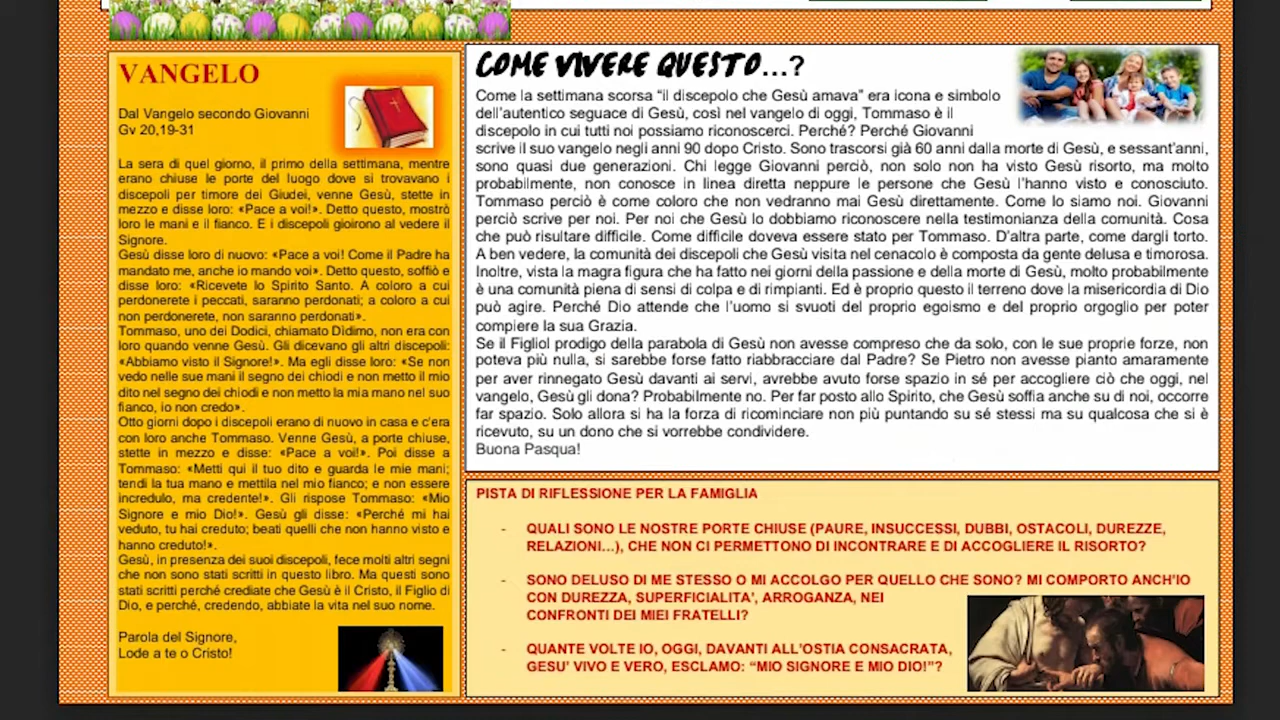 VANGELO
Dal Vangelo secondo Giovanni
Gv 20,19-31
La sera di quel giorno, il primo della settimana, mentre
erano chiuse le porte del luogo dove si trovavano i
discepoli per timore dei Giudei, venne Gesù, stette in
mezzo e disse loro: «Pace a voi!». Detto questo, mostrò
loro le mani e il fianco. E i discepoli gioirono al vedere il
Signore.
Gesù disse loro di nuovo: «Pace a voi! Come il Padre ha
mandato me, anche io mando voi». Detto questo, soffiò e
disse loro: «Ricevete lo Spirito Santo. A coloro a cui
perdonerete i peccati, saranno perdonati; a coloro a cui
non perdonerete, non saranno perdonati».
Tommaso, uno dei Dodici, chiamato Dìdimo, non era con
loro quando venne Gesù. Gli dicevano gli altri discepoli:
«Abbiamo visto il Signore!». Ma egli disse loro: «Se non
vedo nelle sue mani il segno dei chiodi e non metto il mio
dito nel segno dei chiodi e non metto la mia mano nel suo
fianco, io non credo».
Otto giorni dopo i discepoli erano di nuovo in casa e c'era
con loro anche Tommaso. Venne Gesù, a porte chiuse,
stette in mezzo e disse: «Pace a voi!». Poi disse a
Tommaso: «Metti qui il tuo dito e guarda le mie mani;
tendi la tua mano e mettila nel mio fianco; e non essere
incredulo, ma credente!». Gli rispose Tommaso: «Mio
Signore e mio Dio!». Gesù gli disse: «Perché mi hai
veduto, tu hai creduto; beati quelli che non hanno visto e
hanno creduto!».
Gesù, in presenza dei suoi discepoli, fece molti altri segni
che non sono stati scritti in questo libro. Ma questi sono
stati scritti perché crediate che Gesù è il Cristo, il Figlio di
Dio, e perché, credendo, abbiate la vita nel suo nome.
Parola del Signore,
Lode a te o Cristo!
COME VIVERE QUESTO...?
Come la settimana scorsa “il discepolo che Gesù amava” era icona e simbolo
dell'autentico seguace di Gesù, così nel vangelo di oggi, Tommaso è il
discepolo in cui tutti noi possiamo riconoscerci. Perché? Perché Giovanni
scrive il suo vangelo negli anni 90 dopo Cristo. Sono trascorsi già 60 anni dalla morte di Gesù, e sessant'anni,
sono quasi due generazioni. Chi legge Giovanni perciò, non solo non ha visto Gesù risorto, ma molto
probabilmente, non conosce in linea diretta neppure le persone che Gesù l'hanno visto e conosciuto.
Tommaso perciò è come coloro che non vedranno mai Gesù direttamente. Come lo siamo noi. Giovanni
perciò scrive per noi. Per noi che Gesù lo dobbiamo riconoscere nella testimonianza della comunità. Cosa
che può risultare difficile. Come difficile doveva essere stato per Tommaso. D'altra parte, come dargli torto.
A ben vedere, la comunità dei discepoli che Gesù visita nel cenacolo è composta da gente delusa e timorosa.
Inoltre, vista la magra figura che ha fatto nei giorni della passione e della morte di Gesù, molto probabilmente
è una comunità piena di sensi di colpa e di rimpianti. Ed è proprio questo il terreno dove la misericordia di Dio
può agire. Perché Dio attende che l'uomo si svuoti del proprio egoismo e del proprio orgoglio per poter
compiere la sua Grazia.
Se il Figliol prodigo della parabola di Gesù non avesse compreso che da solo, con le sue proprie forze, non
poteva più nulla, si sarebbe forse fatto riabbracciare dal Padre? Se Pietro non avesse pianto amaramente
per aver rinnegato Gesù davanti ai servi, avrebbe avuto forse spazio in sé per accogliere ciò che oggi, nel
vangelo, Gesù gli dona? Probabilmente no. Per far posto allo Spirito, che Gesù soffia anche su di noi, occorre
far spazio. Solo allora si ha la forza di ricominciare non più puntando su sé stessi ma su qualcosa che si è
ricevuto, su un dono che si vorrebbe condividere.
Buona Pasqua!
PISTA DI RIFLESSIONE PER LA FAMIGLIA
- QUALI SONO LE NOSTRE PORTE CHIUSE (PAURE, INSUCCESSI, DUBBI, OSTACOLI, DUREZZE,
RELAZIONI...), CHE NON CI PERMETTONO DI INCONTRARE E DI ACCOGLIERE IL RISORTO?
- SONO DELUSO DI ME STESSO O MI ACCOLGO PER QUELLO CHE SONO? MI COMPORTO ANCH'IO
CON DUREZZA, SUPERFICIALITA', ARROGANZA, NEI
CONFRONTI DEI MIEI FRATELLI?
- QUANTE VOLTE IO, OGGI, DAVANTI ALL'OSTIA CONSACRATA,
GESU' VIVO E VERO, ESCLAMO: “MIO SIGNORE E MIO DIO!”?